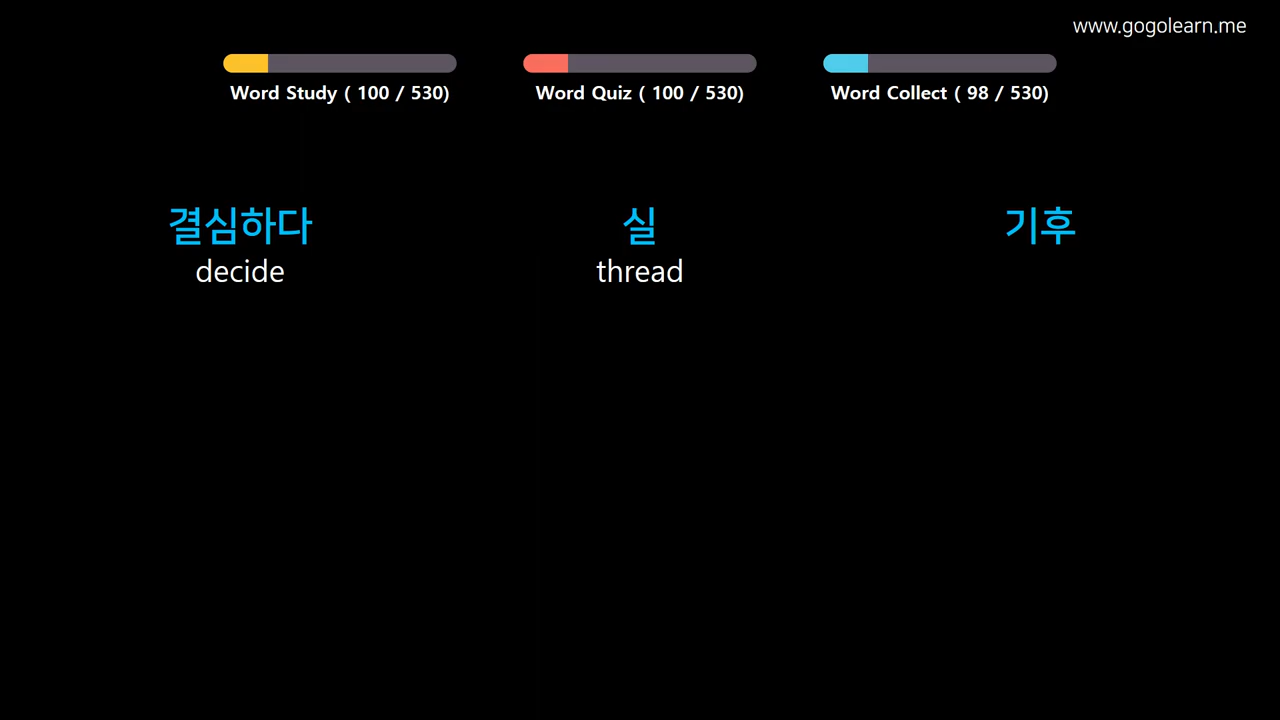 www.gogolearn.me
Word Study ( 100 / 530)
Word Quiz ( 100 / 530)
Word Collect ( 98 / 530)
결심하다
decide
실
thread
기후